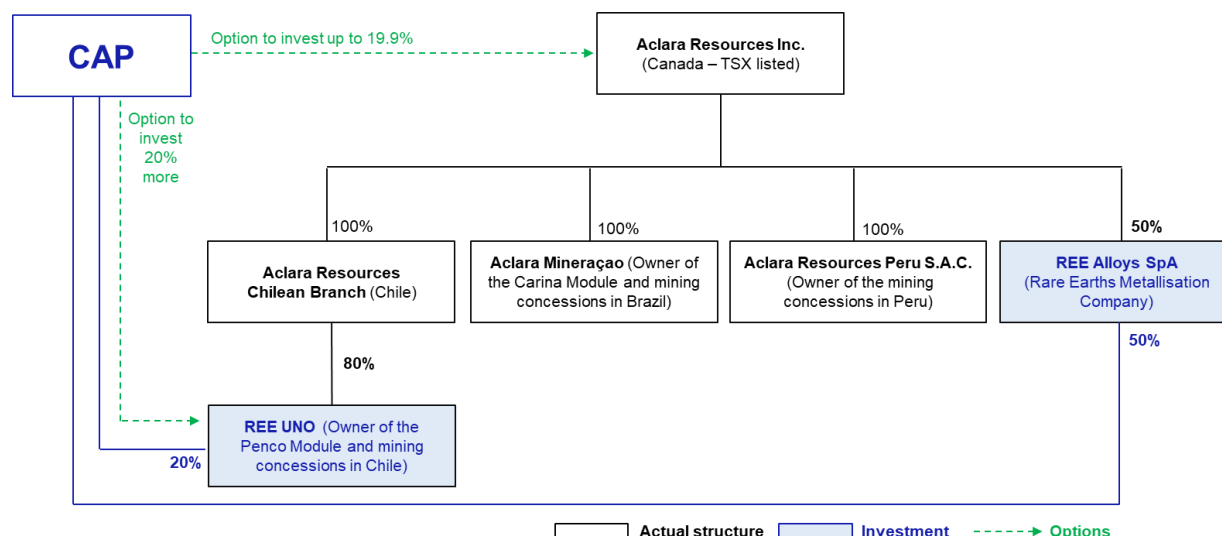 CAP
Option to invest up to 19.9%
Aclara Resources Inc.
(Canada – TSX listed)
Option to
invest
20%
more
100%
100%
100%
50%
Aclara Resources
Chilean Branch (Chile)
Aclara Mineraçao (Owner of
the Carina Module and mining
concessions in Brazil)
Aclara Resources Peru S.A.C.
(Owner of the mining
concessions in Peru)
REE Alloys SpA
(Rare Earths Metallisation
Company)
50%
80%
REE UNO (Owner of the
Penco Module and mining
concessions in Chile)
20%
Actual structure
Investment
Options